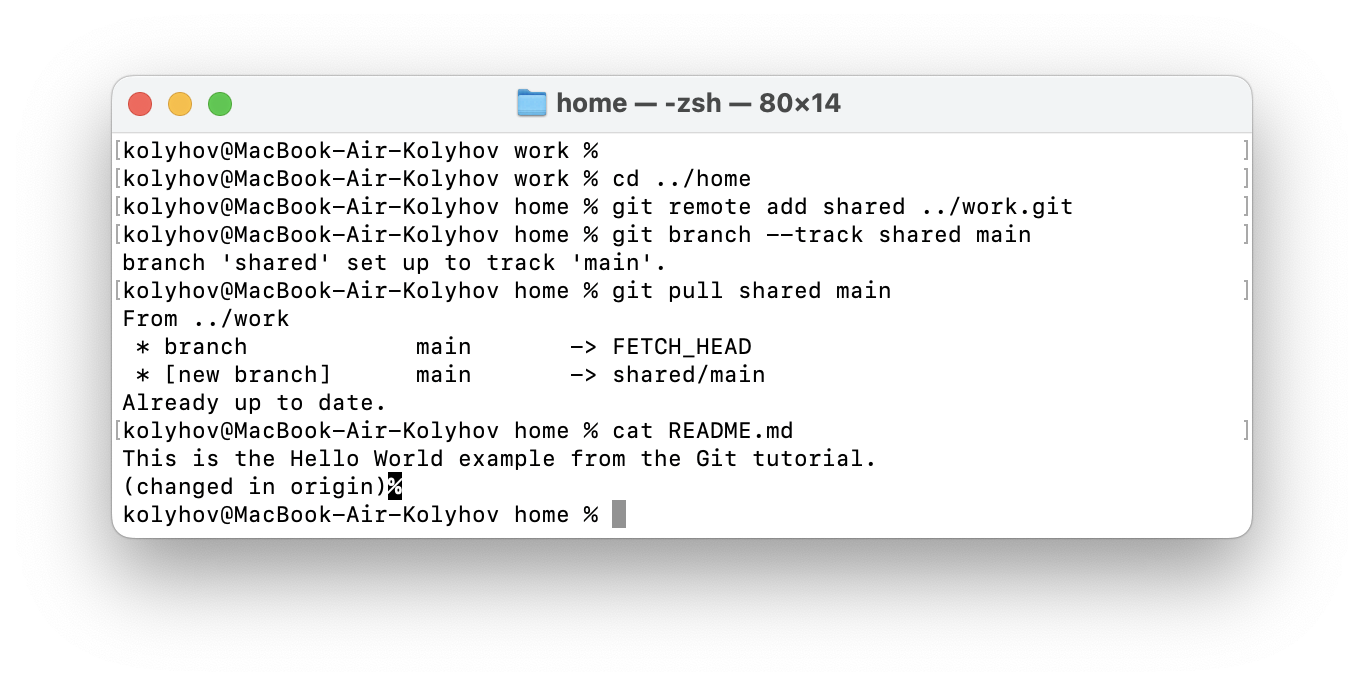 home — -zsh — 80×14
[kolyhov@MacBook-Air-Kolyhov work % ]
[kolyhov@MacBook-Air-Kolyhov work % cd ../home ]
[kolyhov@MacBook-Air-Kolyhov home % git remote add shared ../work.git ]
[kolyhov@MacBook-Air-Kolyhov home % git branch --track shared main ]
branch 'shared' set up to track 'main'.
[kolyhov@MacBook-Air-Kolyhov home % git pull shared main ]
From ../work
 * branch            main       -> FETCH_HEAD
 * [new branch]      main       -> shared/main
Already up to date.
[kolyhov@MacBook-Air-Kolyhov home % cat README.md ]
This is the Hello World example from the Git tutorial.
(changed in origin)%
kolyhov@MacBook-Air-Kolyhov home %